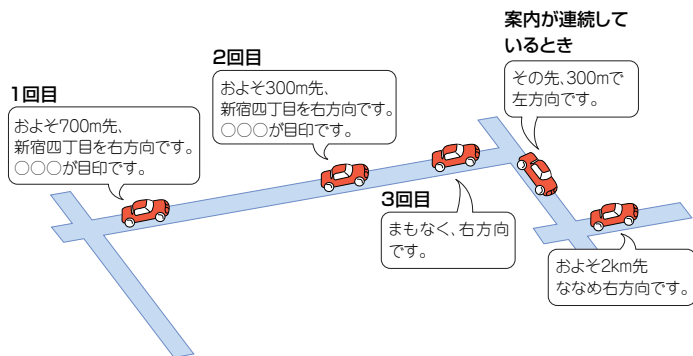 1回目
およそ700m先、
新宿四丁目を右方向です。
○○○が目印です。
2回目
およそ300m先、
新宿四丁目を右方向です。
○○○が目印です。
3回目
まもなく、右方向
です。
案内が連続して
いるとき
その先、300mで
左方向です。
およそ2km先
ななめ右方向です。